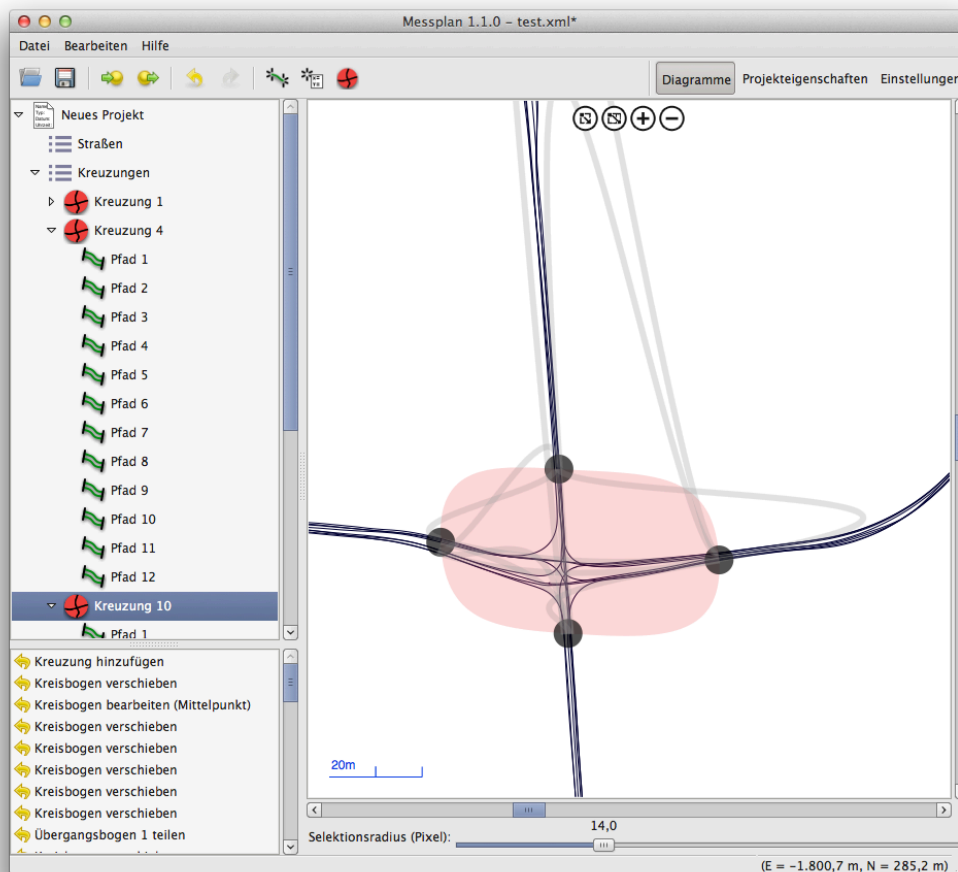 Messplan 1.1.0 – test.xml*
Datei Bearbeiten Hilfe
Diagramme Projekteigenschaften Einstellungen
Neues Projekt
Straßen
Kreuzungen
Kreuzung 1
Kreuzung 4
Pfad 1
Pfad 2
Pfad 3
Pfad 4
Pfad 5
Pfad 6
Pfad 7
Pfad 8
Pfad 9
Pfad 10
Pfad 11
Pfad 12
Kreuzung 10
Pfad 1
Kreuzung hinzufügen
Kreisbogen verschieben
Kreisbogen bearbeiten (Mittelpunkt)
Kreisbogen verschieben
Kreisbogen verschieben
Kreisbogen verschieben
Kreisbogen verschieben
Kreisbogen verschieben
Übergangsbogen 1 teilen
20m
14,0
Selektionsradius (Pixel):
(E = -1.800,7 m, N = 285,2 m)